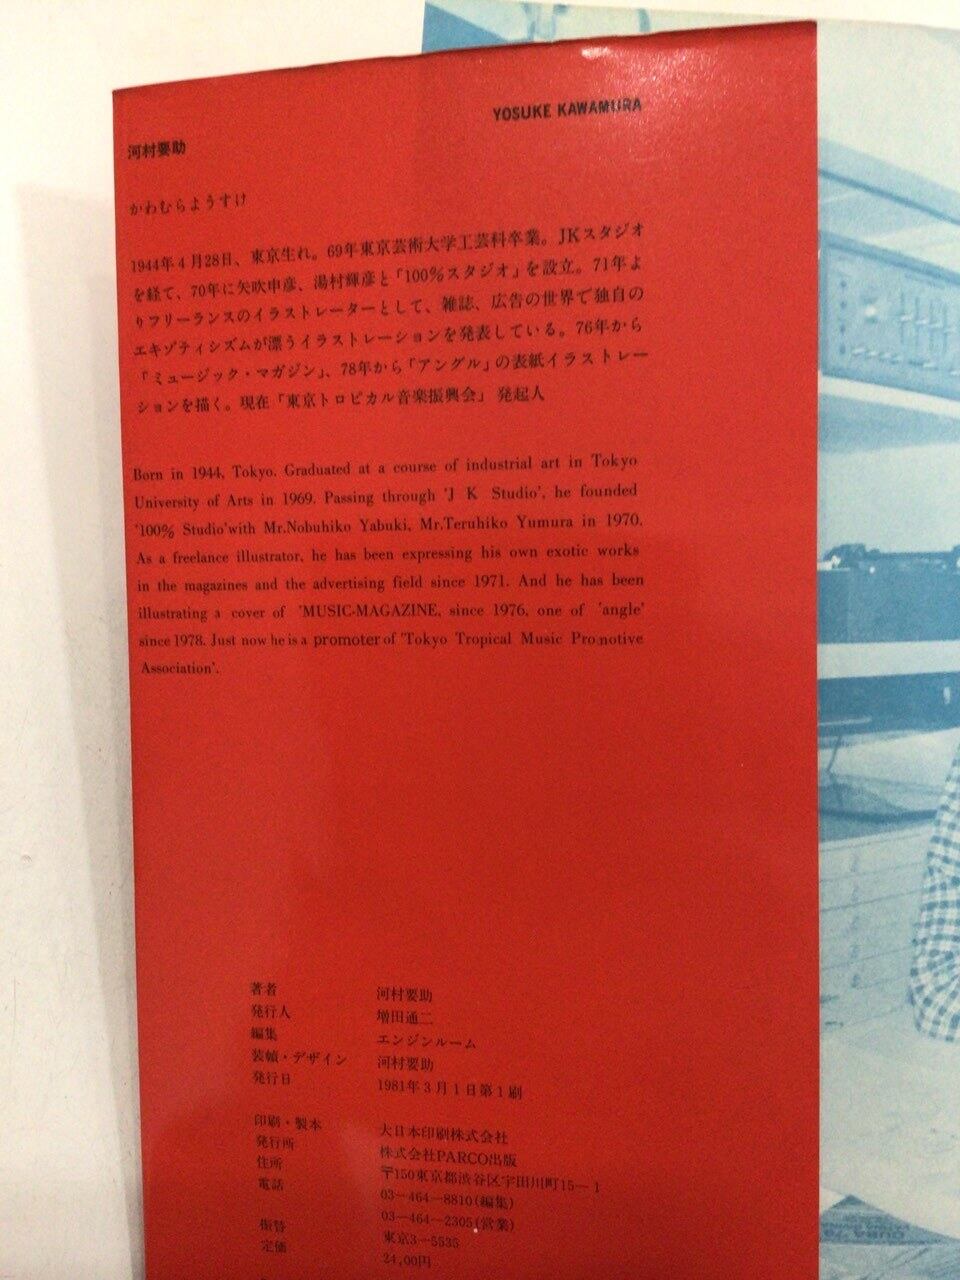 YOSUKE KAWAMURA
河村要助
かわむらようすけ
1944年4月28日、東京生れ。69年東京芸術大学工芸科卒業。JKスタジオ
を経て、70年に矢吹申彦、湯村輝彦と「100%スタジオ」を設立。71年よ
りフリーランスのイラストレーターとして、雑誌、広告の世界で独自の
エキゾティシズムが漂うイラストレーションを発表している。76年から
「ミュージック・マガジン」、78年から「アングル」の表紙イラストレー
ションを描く。現在「東京トロピカル音楽振興会」発起人
Born in 1944, Tokyo. Graduated at a course of industrial art in Tokyo
University of Arts in 1969. Passing through 'J K Studio', he founded
'100% Studio'with Mr.Nobuhiko Yabuki, Mr.Teruhiko Yumura in 1970.
As a freelance illustrator, he has been expressing his own exotic works
in the magazines and the advertising field since 1971. And he has been
illustrating a cover of 'MUSIC-MAGAZINE, since 1976, one of 'angle'
since 1978. Just now he is a promoter of 'Tokyo Tropical Music Promotive
Association'.
著者 河村要助
発行人 増田通二
編集 エンジンルーム
装幀・デザイン 河村要助
発行日 1981年3月1日第1刷
印刷・製本 大日本印刷株式会社
発行所 株式会社PARCO出版
住所 〒150東京都渋谷区宇田川町15―1
電話 03―464―8810(編集)
03―464―2305(営業)
振替 東京3―5535
定価 24,00円